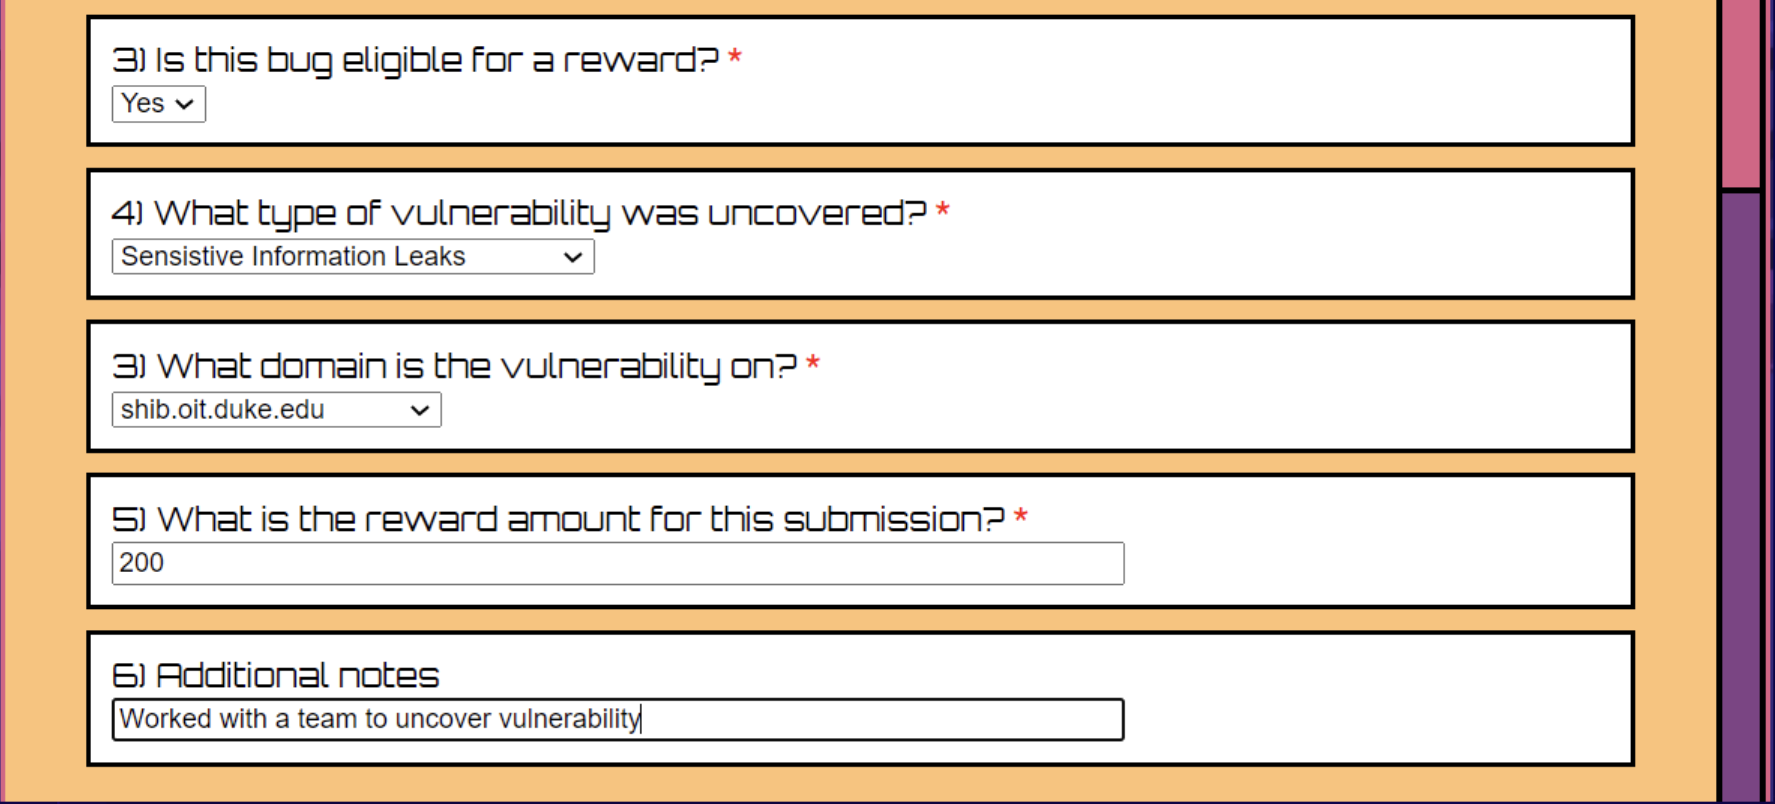 3) Is this bug eligible for a reward? *
Yes
4) What type of vulnerability was uncovered? *
Sensistive Information Leaks
3) What domain is the vulnerability on? *
shib.oit.duke.edu
5) What is the reward amount for this submission? *
200
6) Additional notes
Worked with a team to uncover vulnerability